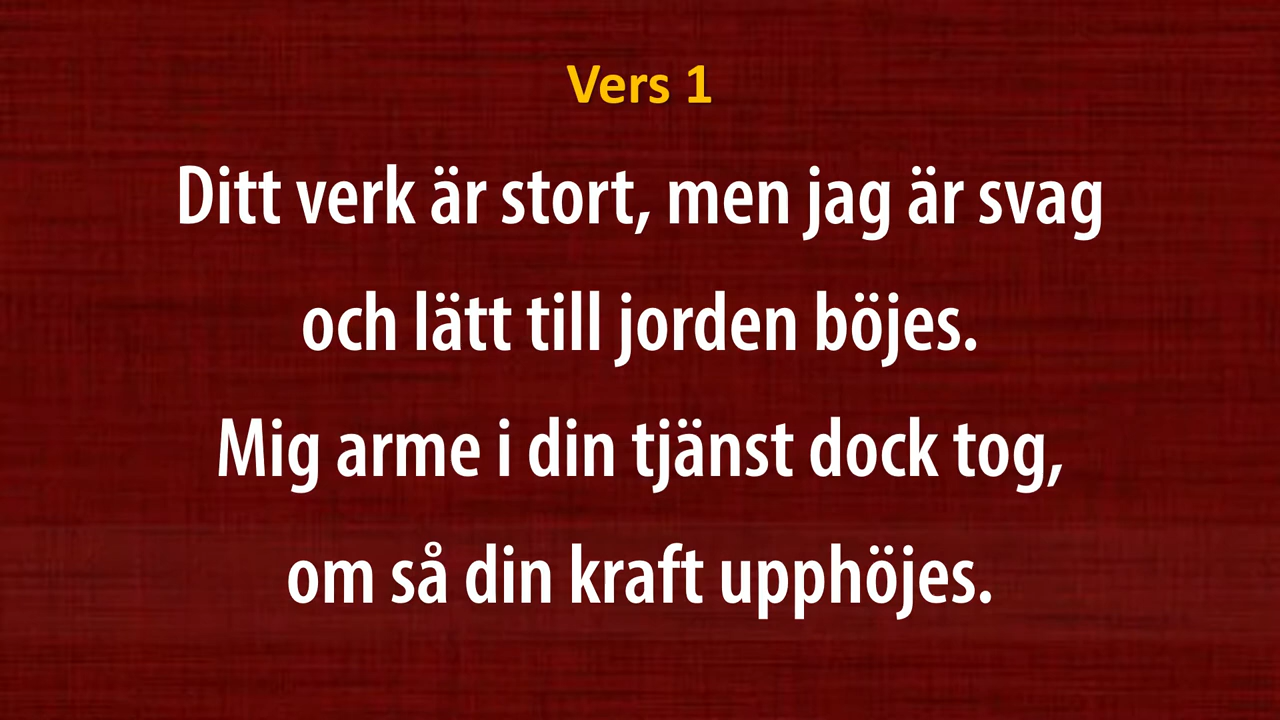 Vers 1
Ditt verk är stort, men jag är svag
och lätt till jorden böjes.
Mig arme i din tjänst dock tog,
om så din kraft upphöjes.